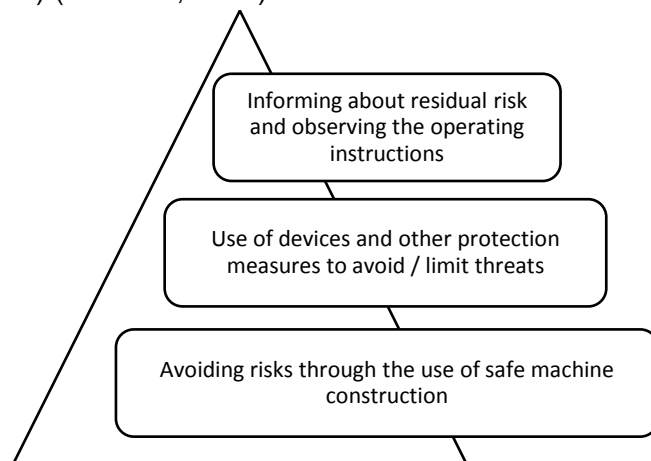 Informing about residual risk
and observing the operating
instructions
Use of devices and other protection
measures to avoid / limit threats
Avoiding risks through the use of safe machine
construction